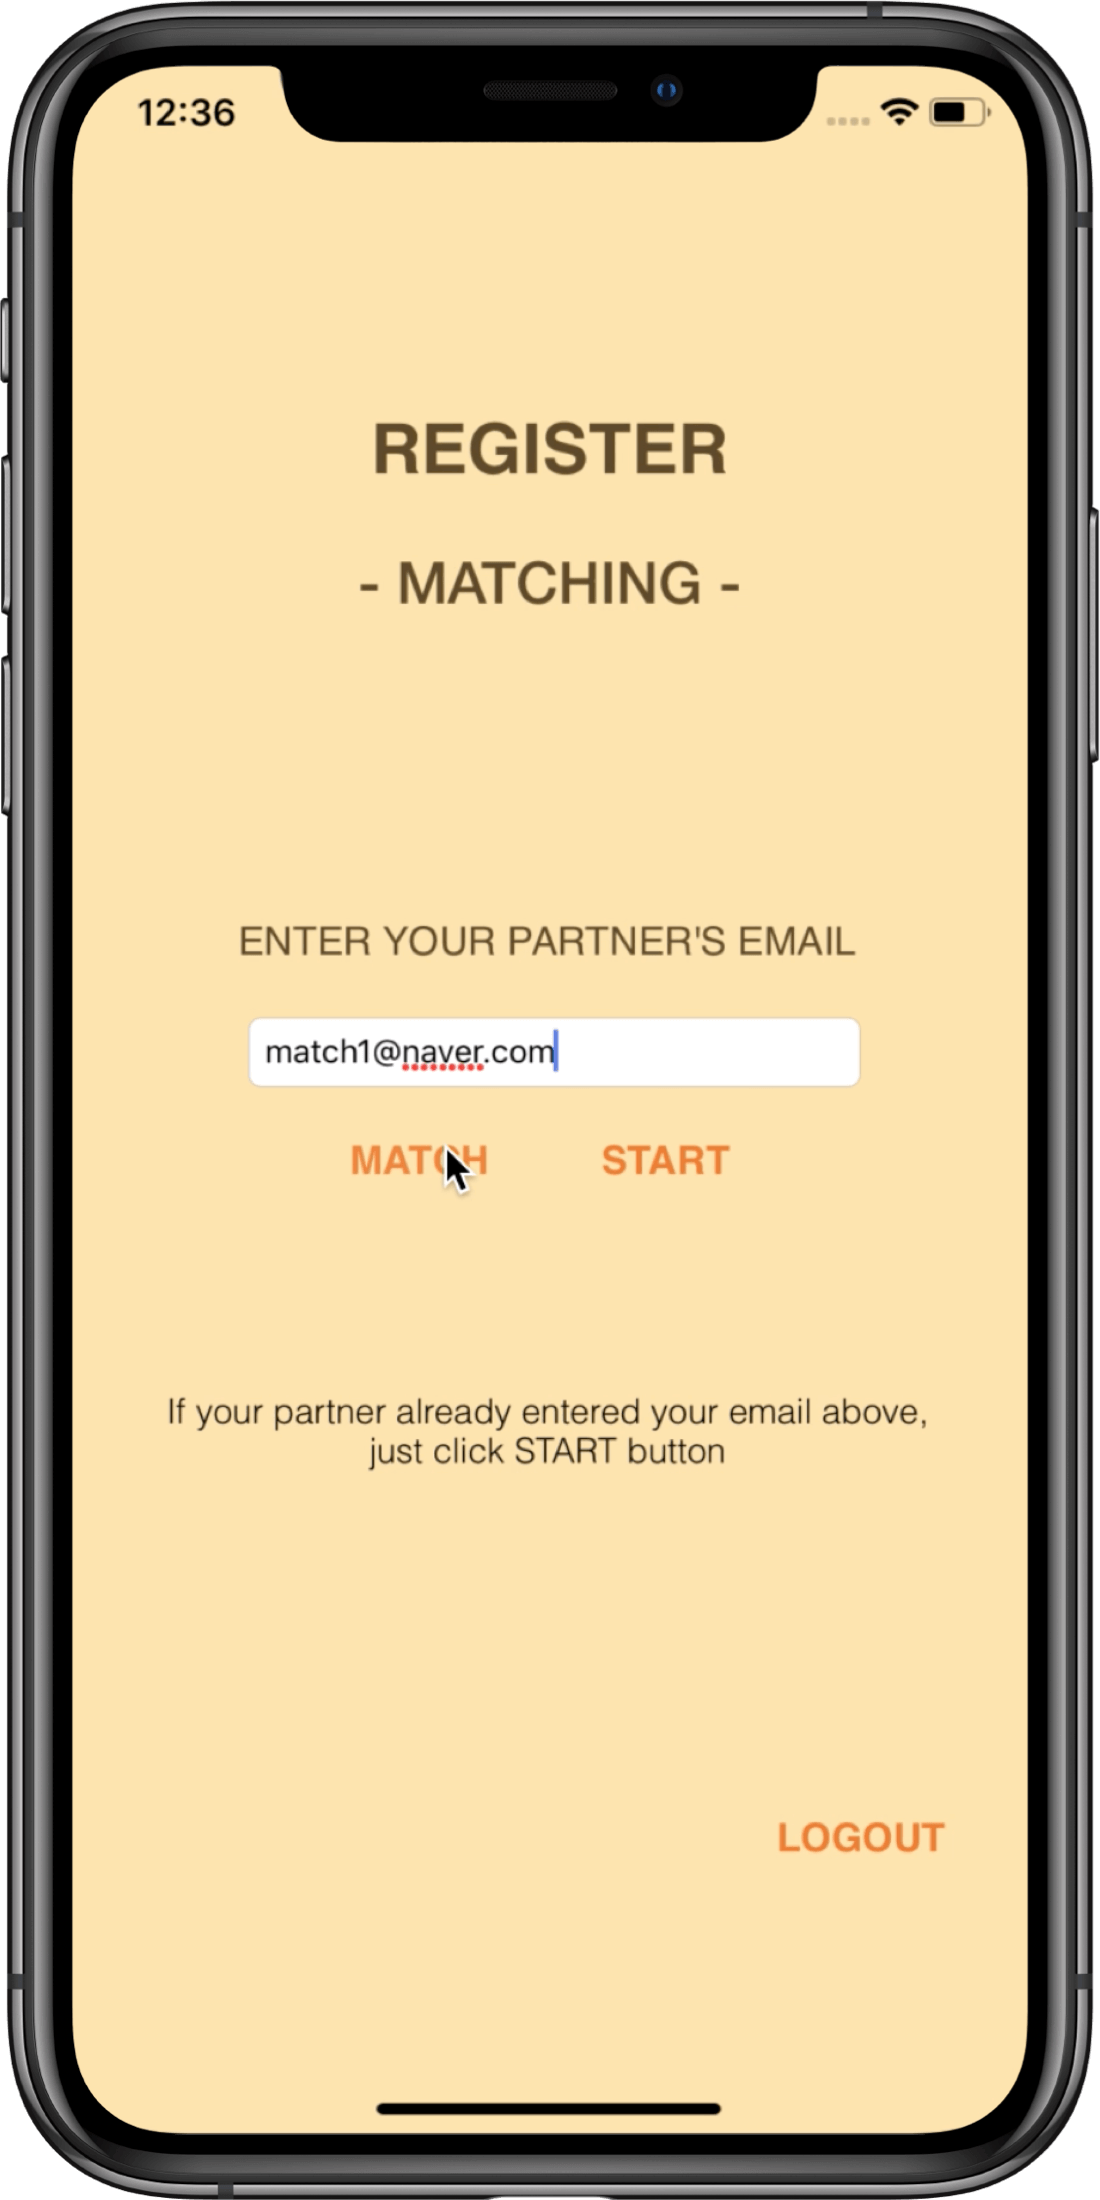 12:36
REGISTER
- MATCHING -
ENTER YOUR PARTNER'S EMAIL
match1@naver.com
MATCH START
If your partner already entered your email above,
just click START button
LOGOUT